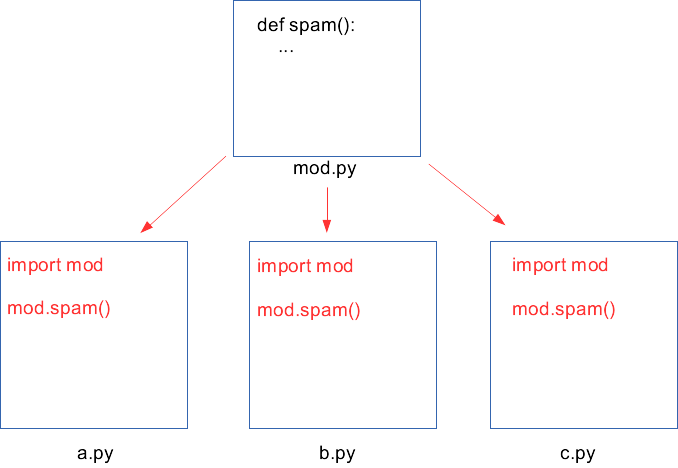 def spam():
...
mod.py
import mod
mod.spam()
a.py
import mod
mod.spam()
b.py
import mod
mod.spam()
c.py